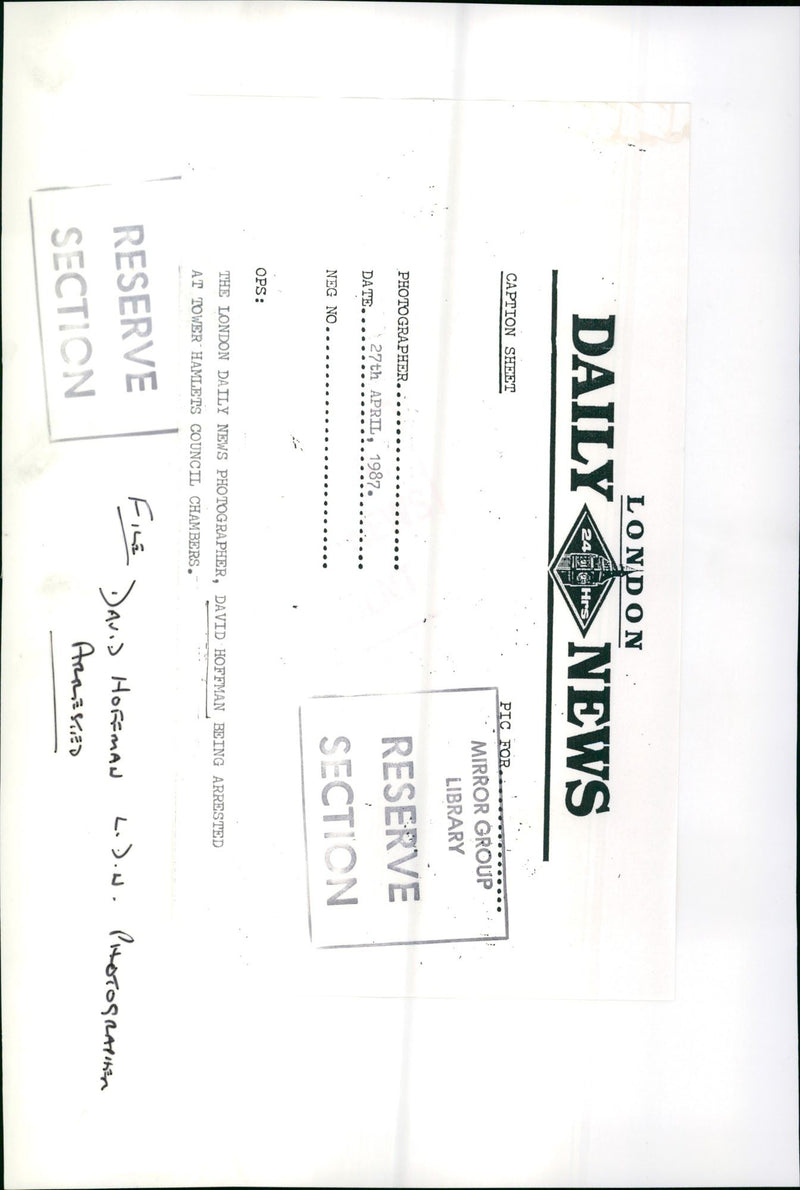 LONDON
DAILY 24 Hrs NEWS
CAPTION SHEET
PIC FOR....................
MIRROR GROUP
LIBRARY
RESERVE
SECTION
PHOTOGRAPHER.............................
DATE....27th APRIL, 1987.
NEG NO.............................
OPS:
THE LONDON DAILY NEWS PHOTOGRAPHER, DAVID HOFFMAN BEING ARRESTED
AT TOWER HAMLETS COUNCIL CHAMBERS.
RESERVE
SECTION
FILE DAVID HOFFMAN L.D.N. PHOTOGRAPHER
ARRESTED